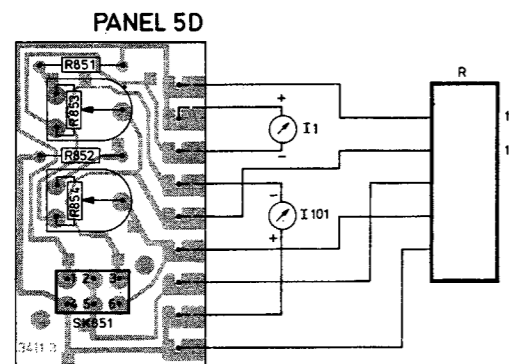 PANEL 5D
R851
R853
R852
R854
1 2 3
4 5 6
SK851
+
I1
-
-
I101
+
R
1
1